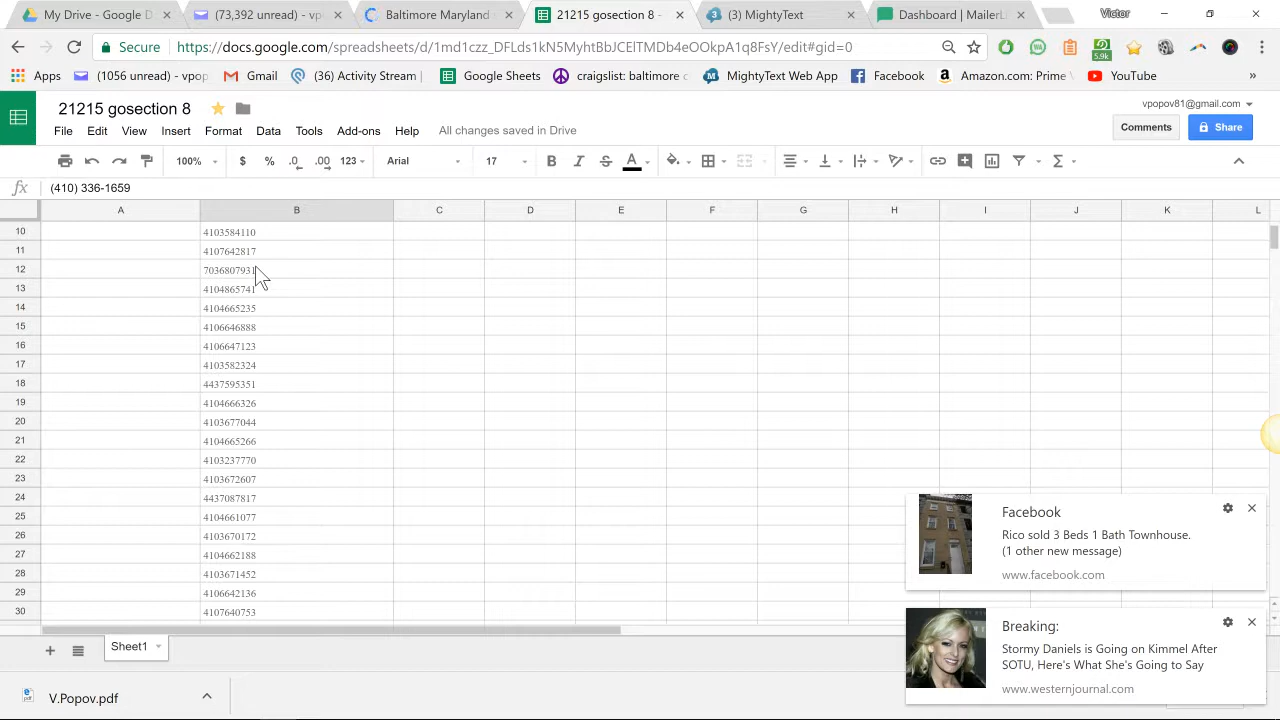 My Drive - Google D
(73,392 unread) - vp
Baltimore Maryland
21215 gosection 8 -
(3) MightyText
Dashboard | MailerL
Victor
Secure
https://docs.google.com/spreadsheets/d/1md1czz_DFLds1kN5MyhtBbJCElTMDb4eOOkpA1q8FsY/edit#gid=0
5.9k
Apps
(1056 unread) - vpop
Gmail
(36) Activity Stream
Google Sheets
craigslist: baltimore c
MightyText Web App
Facebook
Amazon.com: Prime
YouTube
21215 gosection 8
vpopov81@gmail.com
File Edit View Insert Format Data Tools Add-ons Help All changes saved in Drive
Comments
Share
100% $ % .0 .00 123 Arial 17 B I S A
fx (410) 336-1659
A B C D E F G H I J K L
10 4103584110
11 4107642817
12 7036807931
13 4104865741
14 4104665235
15 4106646888
16 4106647123
17 4103582324
18 4437595351
19 4104666326
20 4103677044
21 4104665266
22 4103237770
23 4103672607
24 4437087817
25 4104661077
26 4103670172
27 4104662188
28 4103671452
29 4106642136
30 4107640753
Facebook
Rico sold 3 Beds 1 Bath Townhouse.
(1 other new message)
www.facebook.com
Breaking:
Stormy Daniels is Going on Kimmel After
SOTU, Here's What She's Going to Say
www.westernjournal.com
Sheet1
V.Popov.pdf